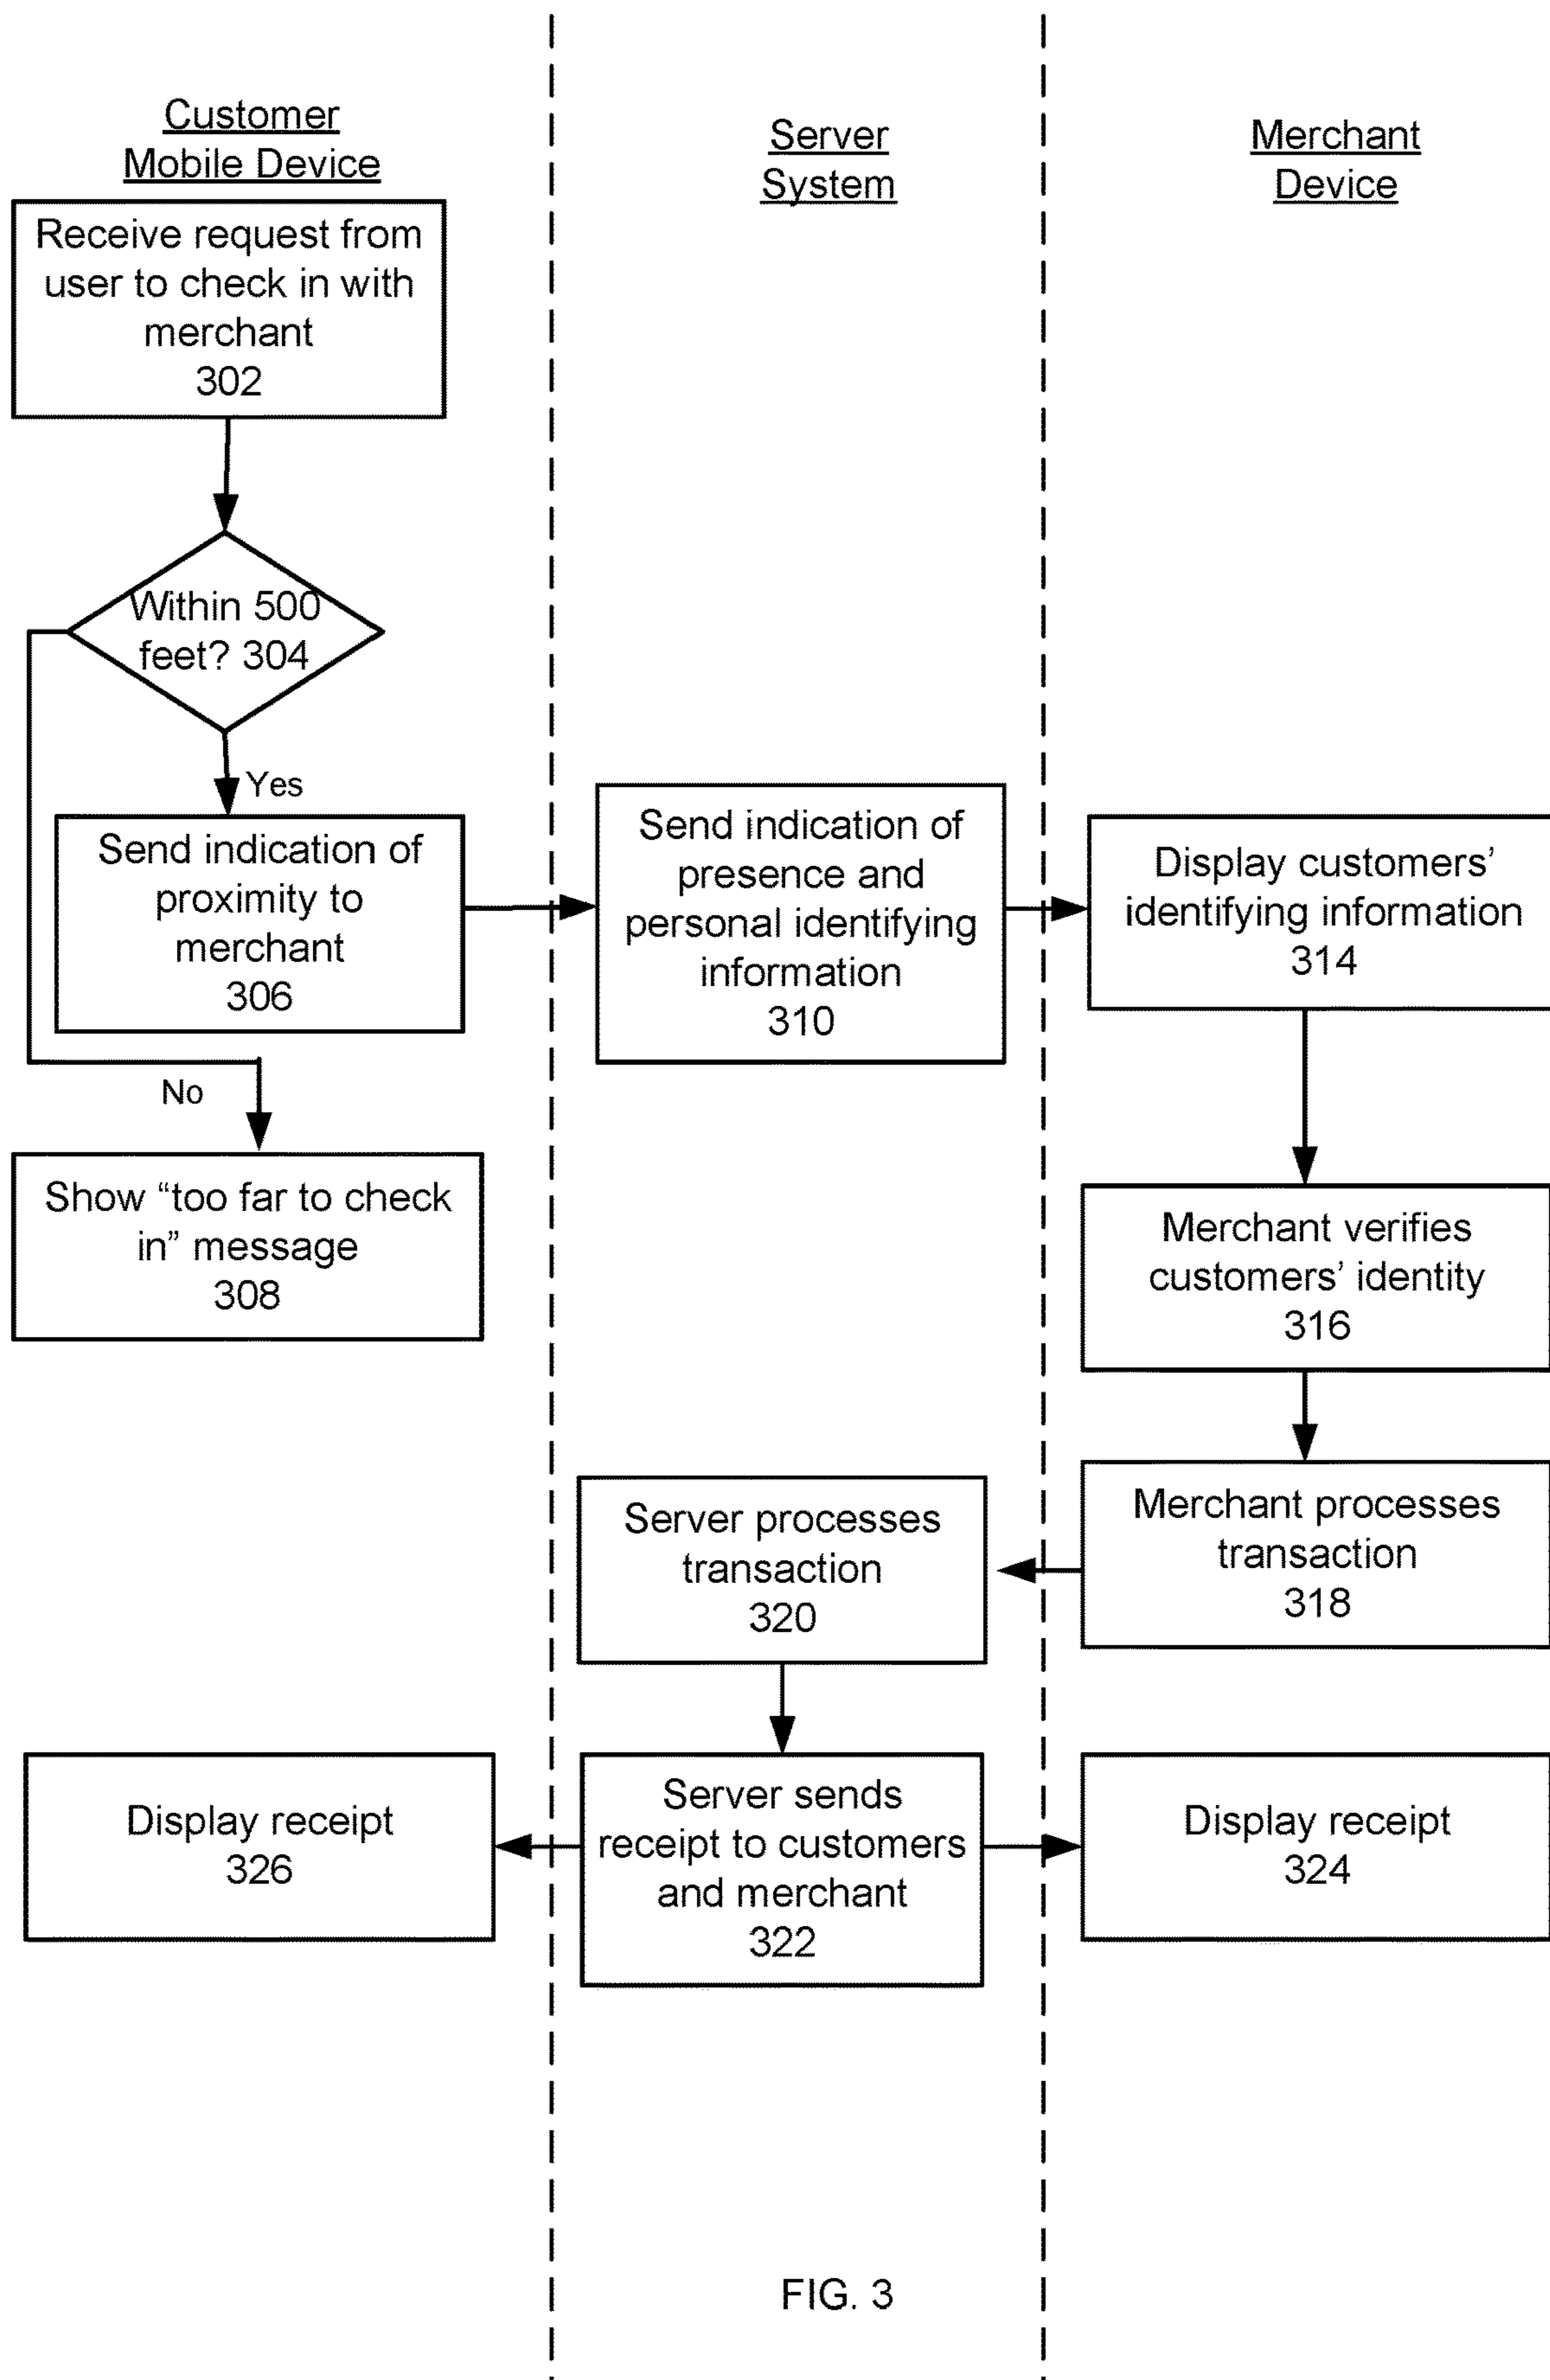 Customer
Mobile Device
Server
System
Merchant
Device
Receive request from
user to check in with
merchant
302
Within 500
feet? 304
Yes
Send indication of
proximity to
merchant
306
No
Show “too far to check
in” message
308
Send indication of
presence and
personal identifying
information
310
Display customers’
identifying information
314
Merchant verifies
customers’ identity
316
Merchant processes
transaction
318
Server processes
transaction
320
Server sends
receipt to customers
and merchant
322
Display receipt
326
Display receipt
324
FIG. 3